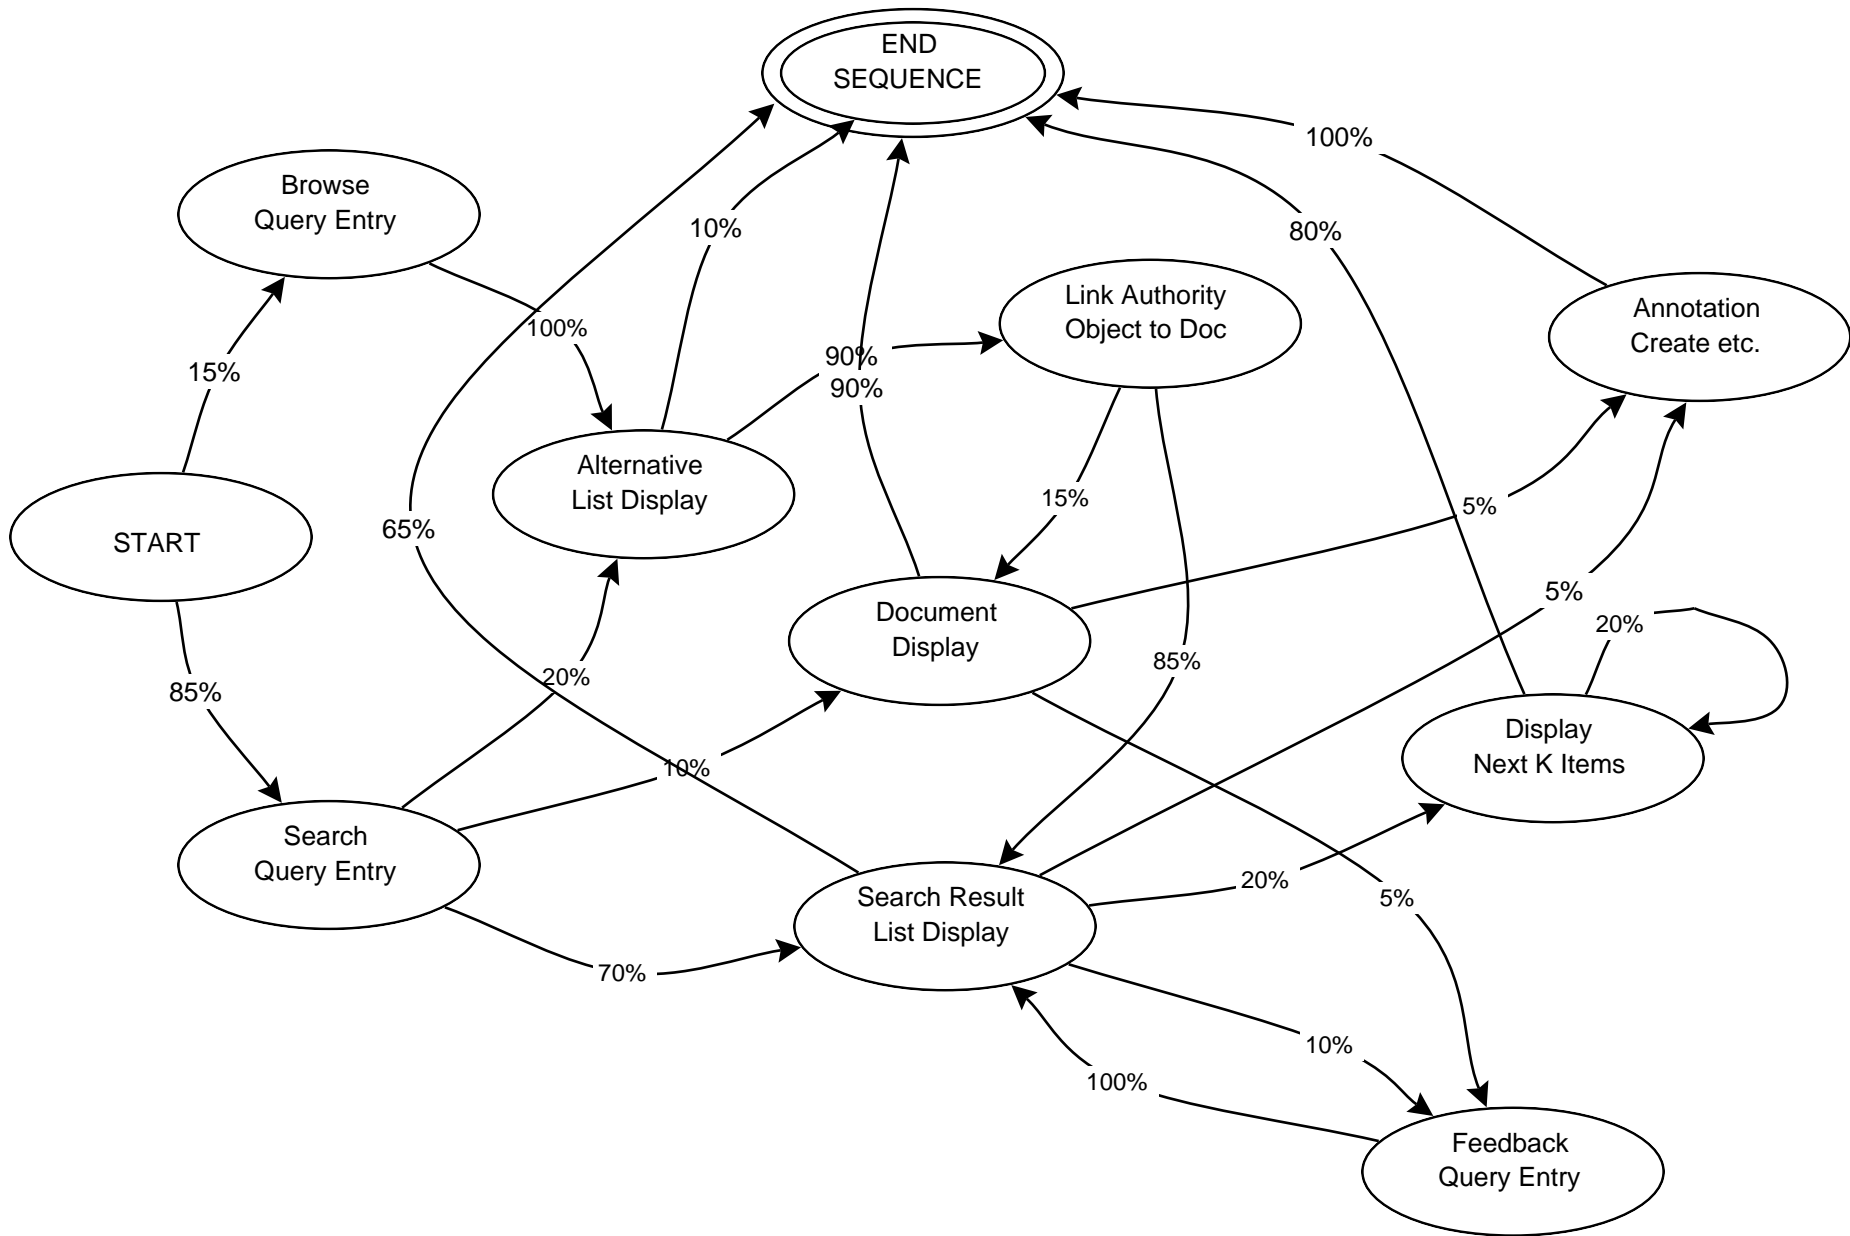 END
SEQUENCE
100%
Browse
Query Entry
10%
80%
Link Authority
Object to Doc
Annotation
Create etc.
100%
90%
15%
90%
Alternative
List Display
15%
5%
START
65%
5%
Document
Display
20%
85%
20%
85%
Display
Next K Items
10%
Search
Query Entry
20%
Search Result
List Display
5%
70%
10%
100%
Feedback
Query Entry